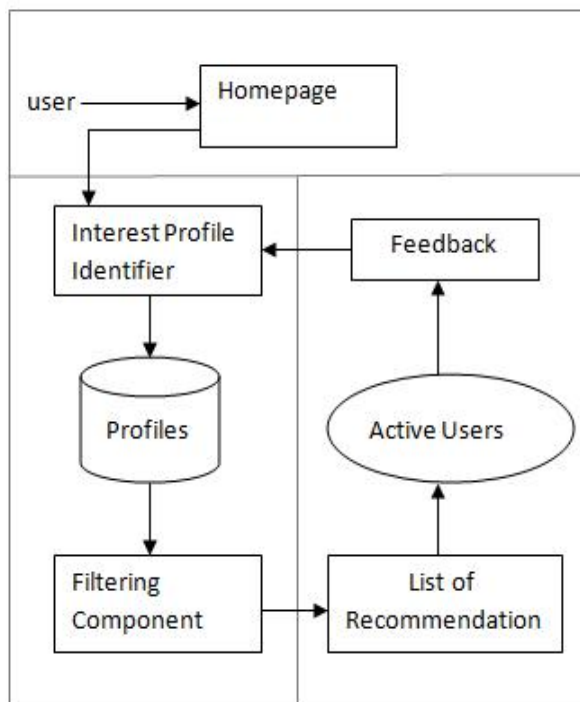 Homepage
user
Interest Profile
Identifier
Feedback
Profiles
Active Users
Filtering
Component
List of
Recommendation